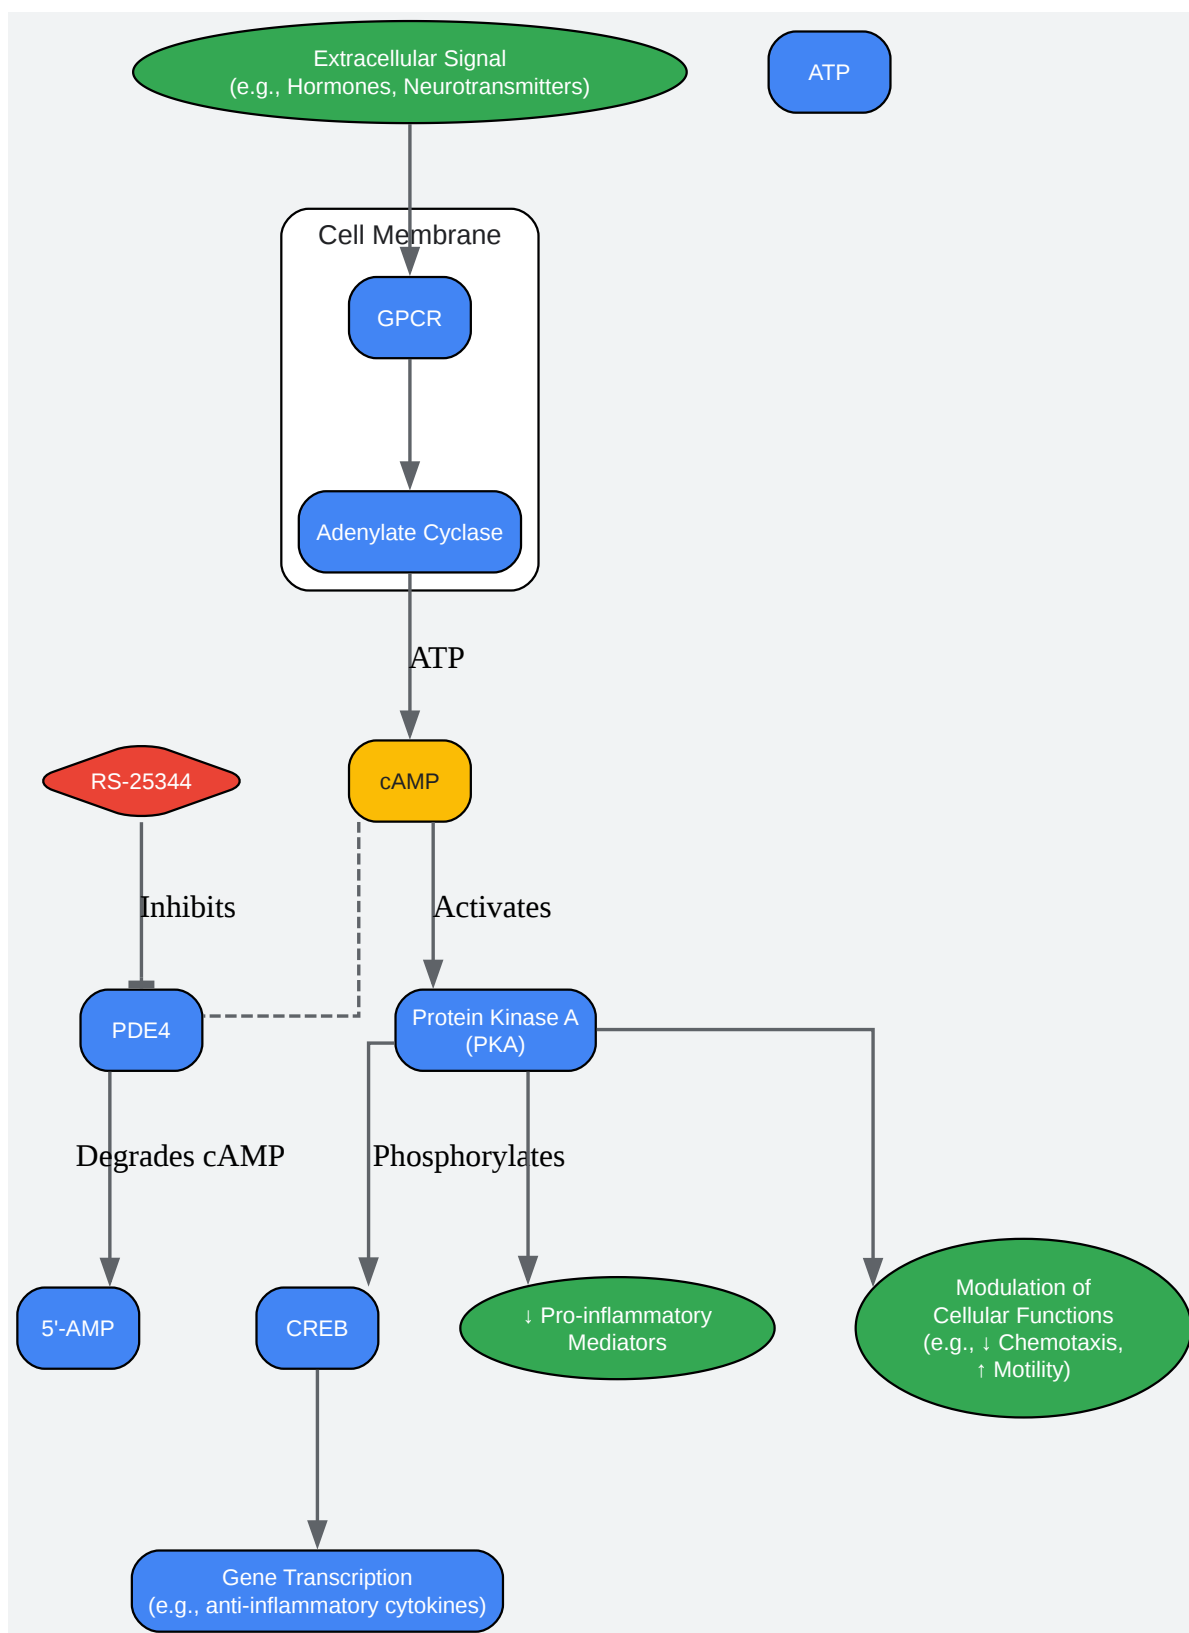 Extracellular Signal
(e.g., Hormones, Neurotransmitters)
ATP
Cell Membrane
GPCR
Adenylate Cyclase
ATP
RS-25344
cAMP
Inhibits
Activates
PDE4
Protein Kinase A
(PKA)
Degrades cAMP
Phosphorylates
5'-AMP
CREB
↓ Pro-inflammatory
Mediators
Modulation of
Cellular Functions
(e.g., ↓ Chemotaxis,
↑ Motility)
Gene Transcription
(e.g., anti-inflammatory cytokines)